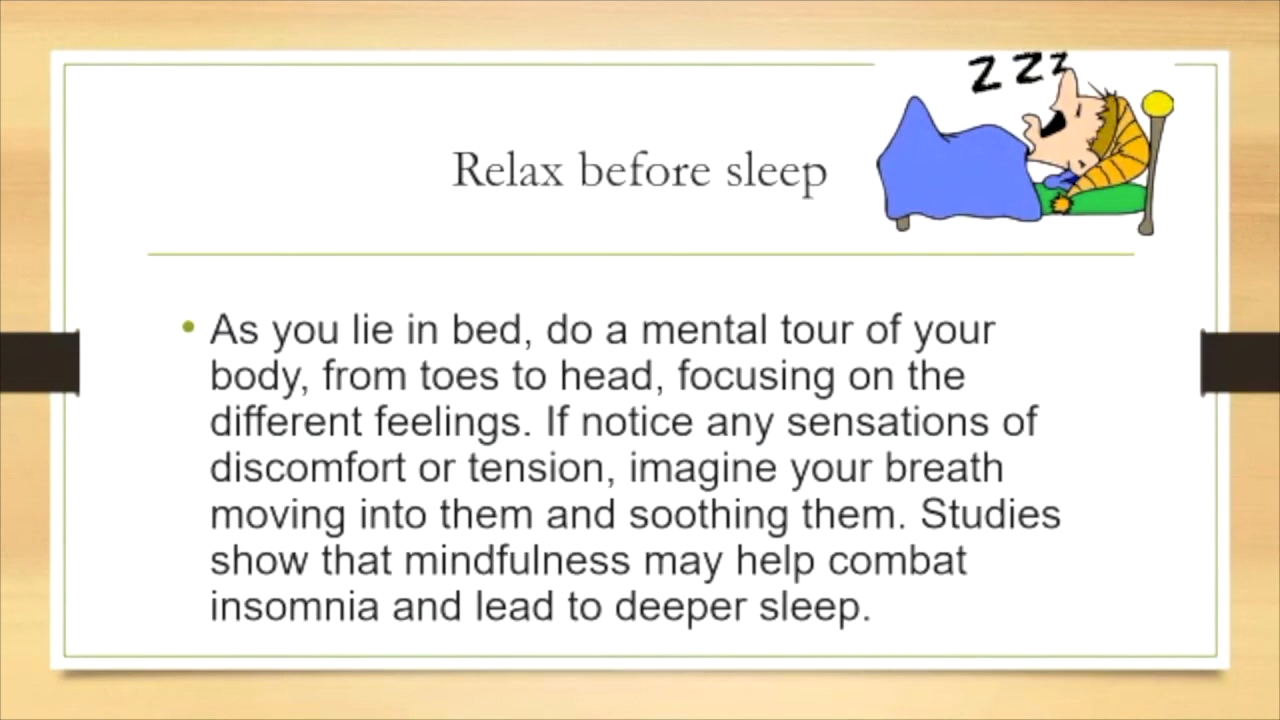 Z Z z
Relax before sleep
• As you lie in bed, do a mental tour of your
body, from toes to head, focusing on the
different feelings. If notice any sensations of
discomfort or tension, imagine your breath
moving into them and soothing them. Studies
show that mindfulness may help combat
insomnia and lead to deeper sleep.